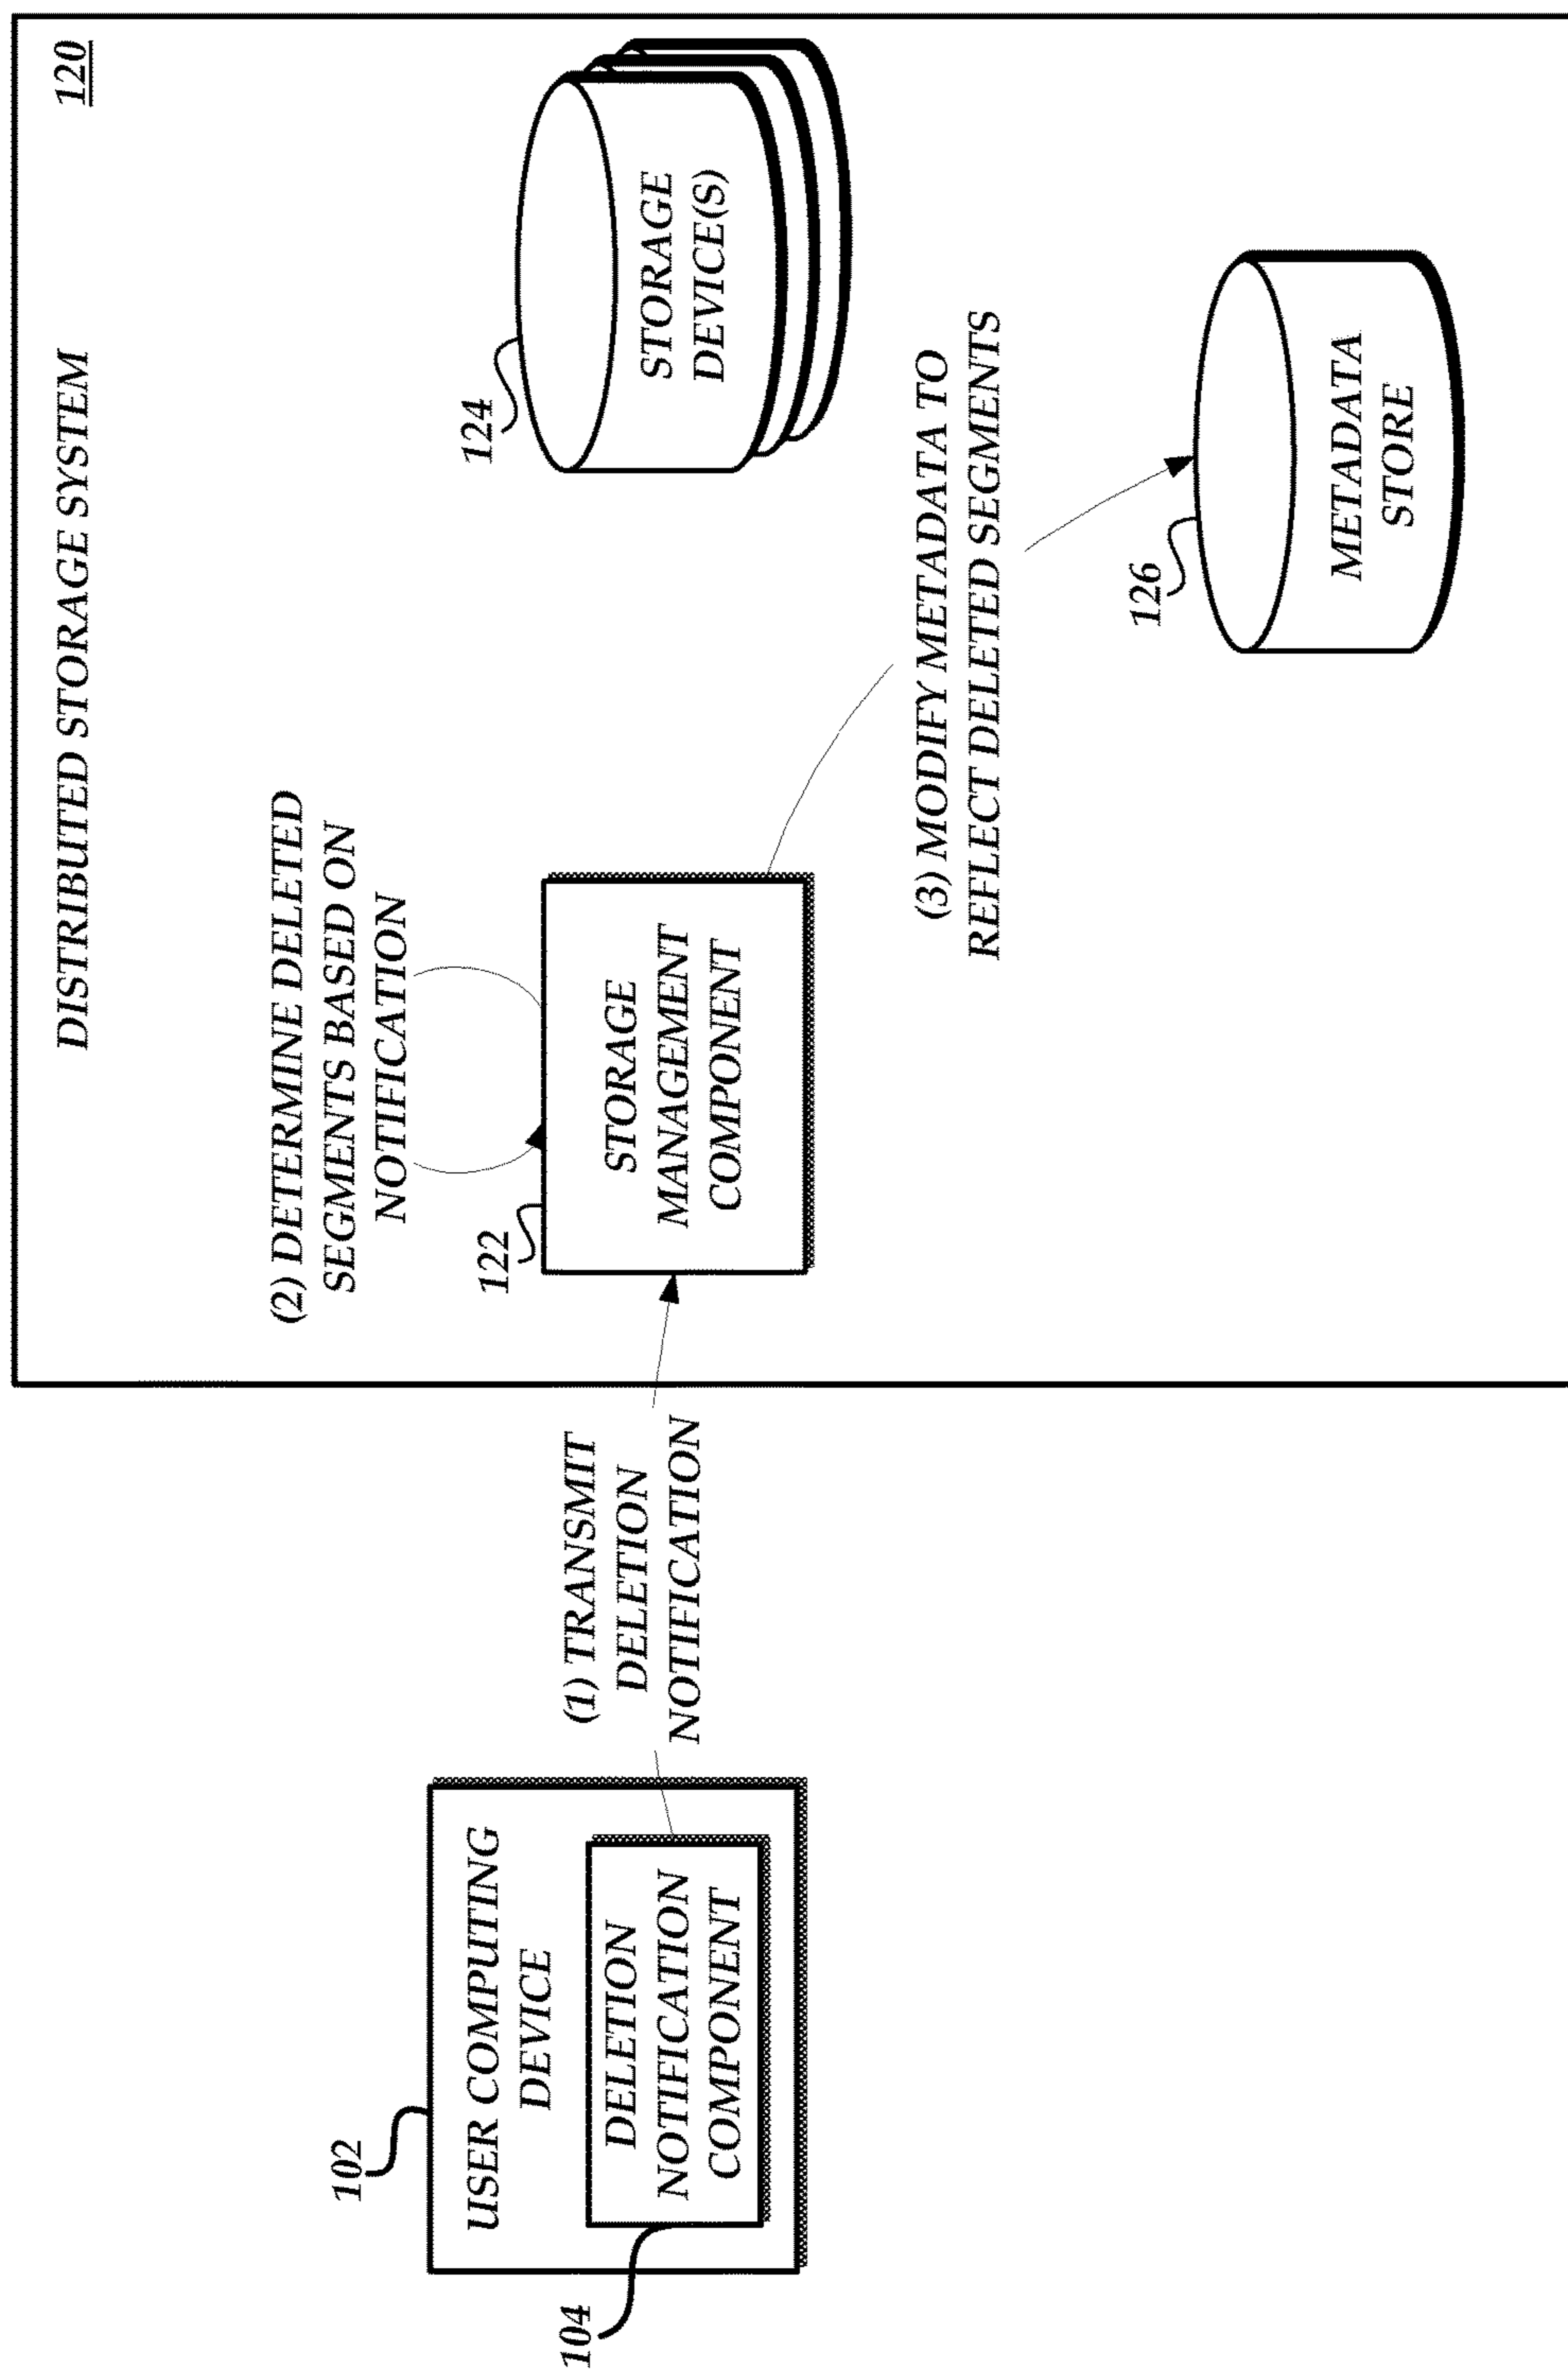 DISTRIBUTED STORAGE SYSTEM
120
(2) DETERMINE DELETED
SEGMENTS BASED ON
NOTIFICATION
102
USER COMPUTING
DEVICE
104
DELETION
NOTIFICATION
COMPONENT
(1) TRANSMIT
DELETION
NOTIFICATION
122
STORAGE
MANAGEMENT
COMPONENT
124
STORAGE
DEVICE(S)
(3) MODIFY METADATA TO
REFLECT DELETED SEGMENTS
126
METADATA
STORE